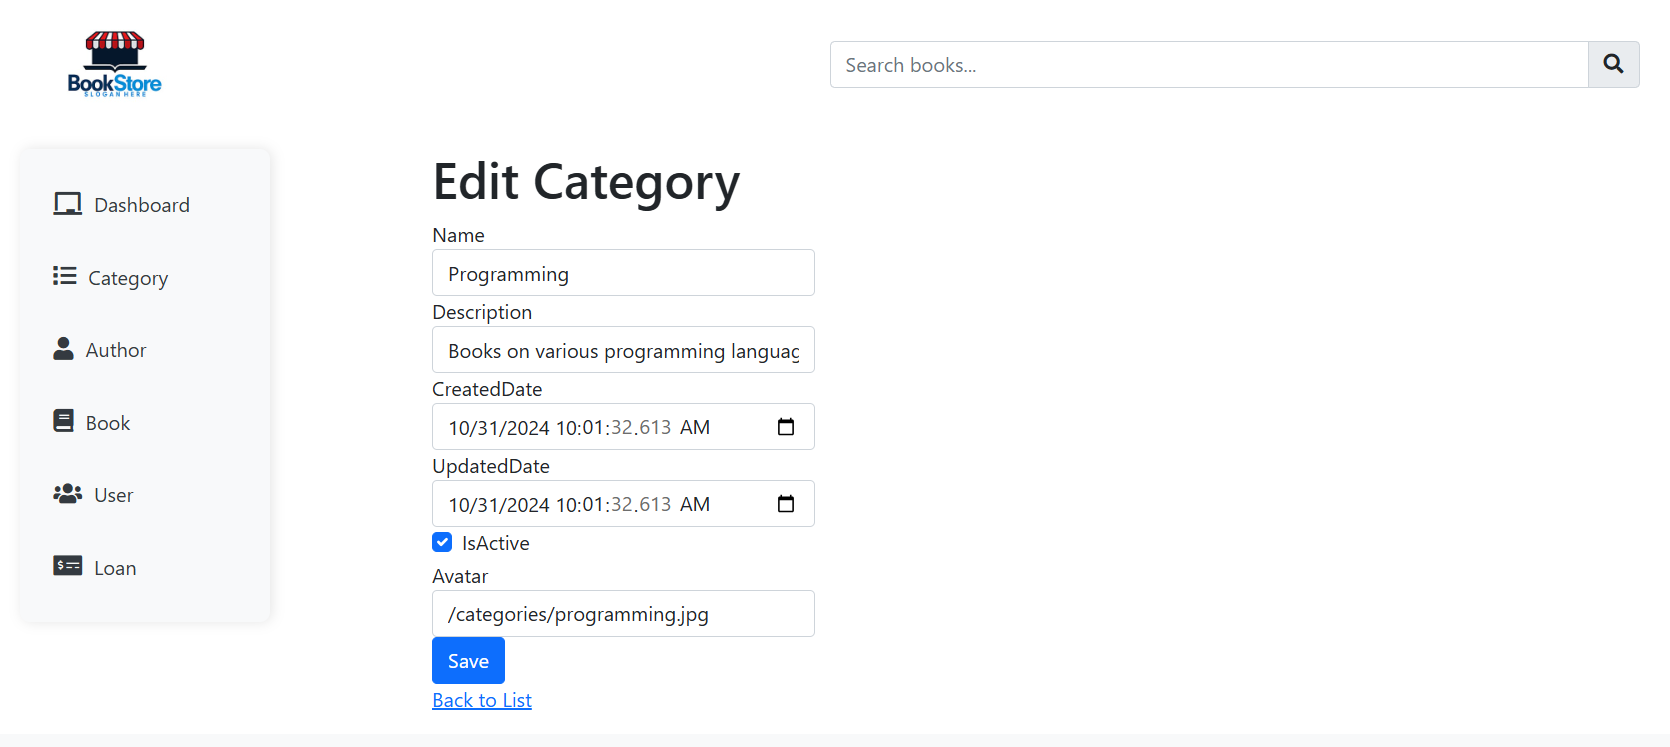 BookStore
SLOGAN HERE
Search books...
Dashboard
Category
Author
Book
User
Loan
Edit Category
Name
Programming
Description
Books on various programming languag
CreatedDate
10/31/2024 10:01:32.613 AM
UpdatedDate
10/31/2024 10:01:32.613 AM
IsActive
Avatar
/categories/programming.jpg
Save
Back to List